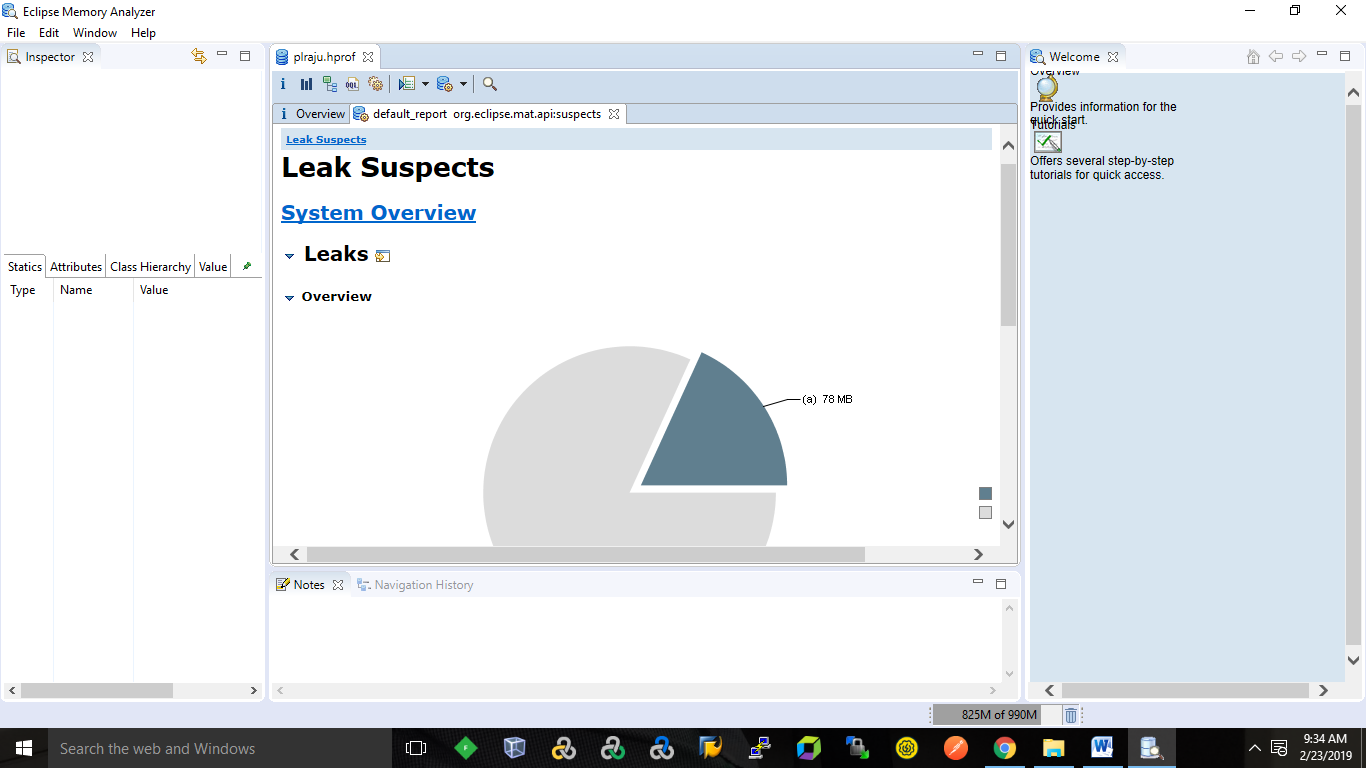 Eclipse Memory Analyzer
File Edit Window Help
Inspector
Statics Attributes Class Hierarchy Value
Type Name Value
plraju.hprof
i OQL
i Overview default_report org.eclipse.mat.api:suspects
Leak Suspects
Leak Suspects
System Overview
Leaks
Overview
(a) 78 MB
Notes Navigation History
Welcome
Overview
Provides information for the
quick start.
Tutorials
Offers several step-by-step
tutorials for quick access.
825M of 990M
Search the web and Windows
9:34 AM
2/23/2019